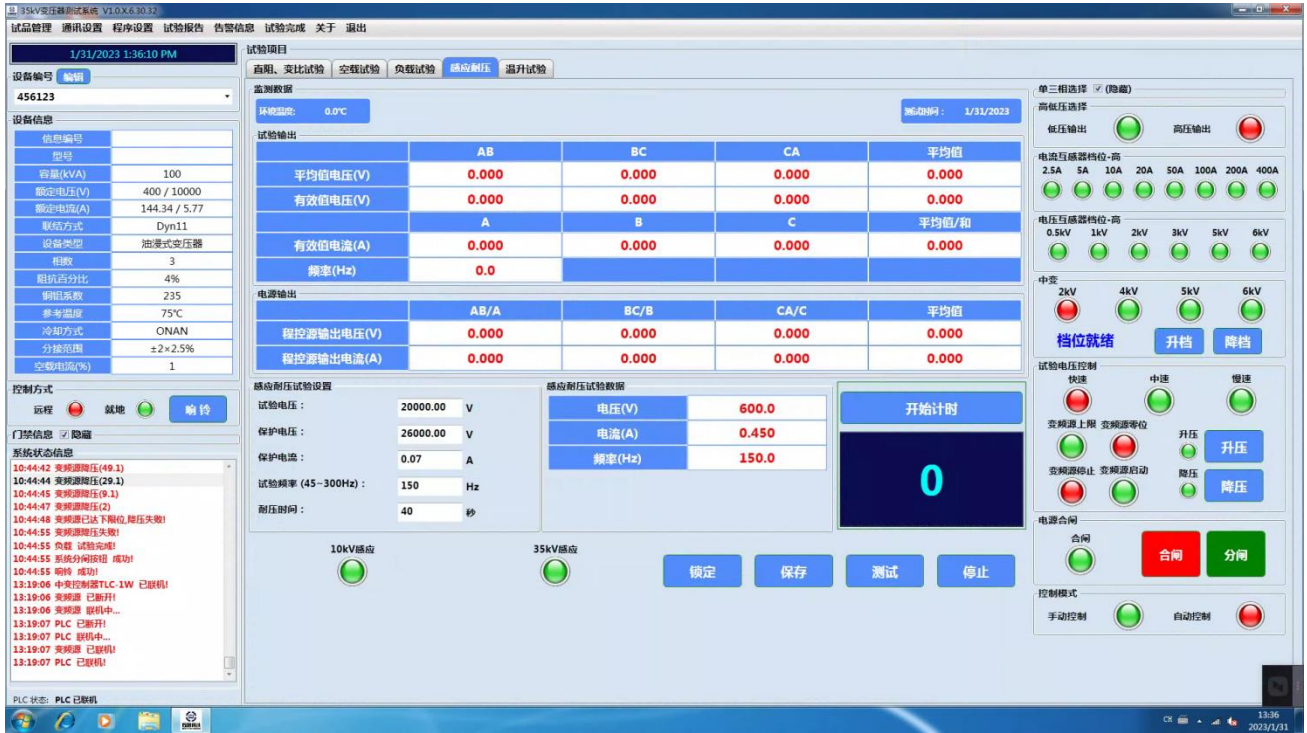 35kV变压器测试系统 V1.0.X.6.30.32
试品管理 通讯设置 程序设置 试验报告 告警信息 试验完成 关于 退出
1/31/2023 1:36:10 PM
设备编号 编辑
456123
设备信息
信息编号
型号
容量(kVA) 100
额定电压(V) 400 / 10000
额定电流(A) 144.34 / 5.77
联结方式 Dyn11
设备类型 油浸式变压器
相数 3
阻抗百分比 4%
铜铝系数 235
参考温度 75℃
冷却方式 ONAN
分接范围 ±2×2.5%
空载电流(%) 1
控制方式
远程 就地 响铃
门禁信息 隐藏
系统状态信息
10:44:42 变频源降压(49.1)
10:44:44 变频源降压(29.1)
10:44:45 变频源降压(9.1)
10:44:47 变频源降压(2)
10:44:48 变频源已达下限位,降压失败!
10:44:55 变频源降压失败!
10:44:55 负载 试验完成!
10:44:55 系统分闸按钮 成功!
10:44:55 响铃 成功!
13:19:06 中变控制器TLC-1W 已联机!
13:19:06 变频源 已断开!
13:19:06 变频源 联机中...
13:19:07 PLC 已断开!
13:19:07 PLC 联机中...
13:19:07 变频源 已联机!
13:19:07 PLC 已联机!
PLC 状态: PLC 已联机
试验项目
直阻、变比试验 空载试验 负载试验 感应耐压 温升试验
监测数据
环境温度: 0.0℃
测试时间: 1/31/2023
试验输出
AB BC CA 平均值
平均值电压(V) 0.000 0.000 0.000 0.000
有效值电压(V) 0.000 0.000 0.000 0.000
A B C 平均值/和
有效值电流(A) 0.000 0.000 0.000 0.000
频率(Hz) 0.0
电源输出
AB/A BC/B CA/C 平均值
程控源输出电压(V) 0.000 0.000 0.000 0.000
程控源输出电流(A) 0.000 0.000 0.000 0.000
感应耐压试验设置
试验电压: 20000.00 V
保护电压: 26000.00 V
保护电流: 0.07 A
试验频率 (45~300Hz): 150 Hz
耐压时间: 40 秒
感应耐压试验数据
电压(V) 600.0
电流(A) 0.450
频率(Hz) 150.0
开始计时
0
10kV感应 35kV感应
锁定 保存 测试 停止
单三相选择 (隐藏)
高低压选择
低压输出 高压输出
电流互感器档位-高
2.5A 5A 10A 20A 50A 100A 200A 400A
电压互感器档位-高
0.5kV 1kV 2kV 3kV 5kV 6kV
中变
2kV 4kV 5kV 6kV
档位就绪 升档 降档
试验电压控制
快速 中速 慢速
变频源上限 变频源零位
升压 升压
变频源停止 变频源启动
降压 降压
电源合闸
合闸 合闸 分闸
控制模式
手动控制 自动控制
CK
13:36
2023/1/31